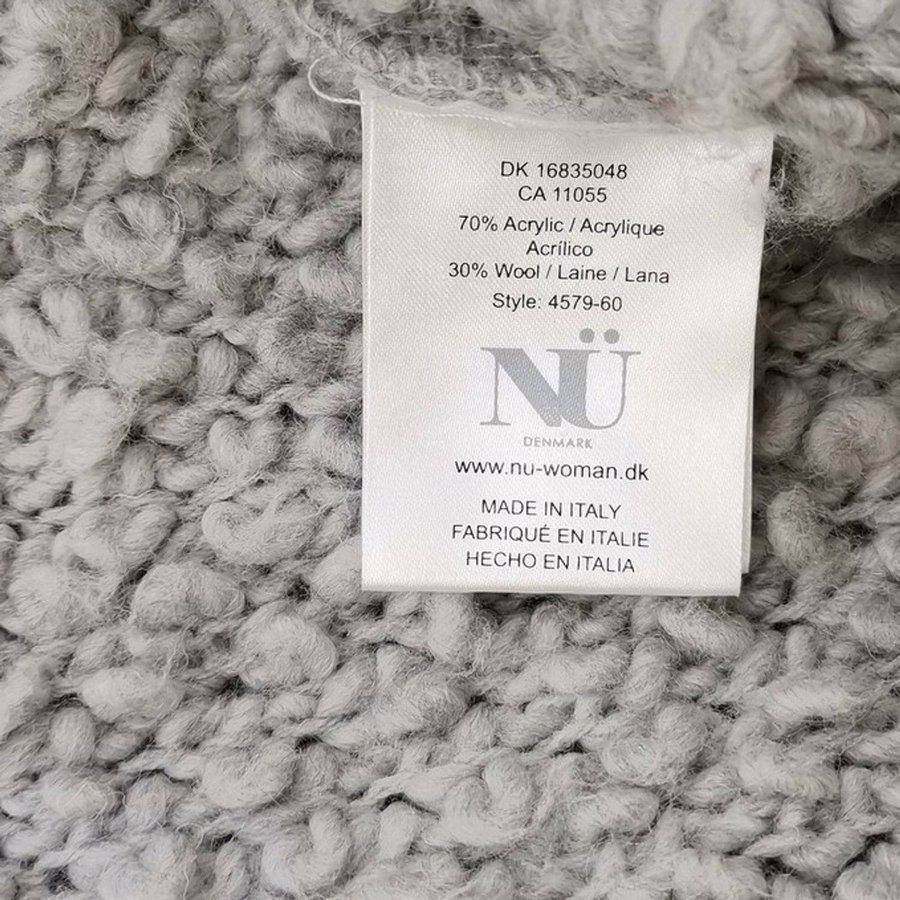 DK 16835048
CA 11055
70% Acrylic / Acrylique
Acrílico
30% Wool / Laine / Lana
Style: 4579-60
NÜ
DENMARK
www.nu-woman.dk
MADE IN ITALY
FABRIQUÉ EN ITALIE
HECHO EN ITALIA